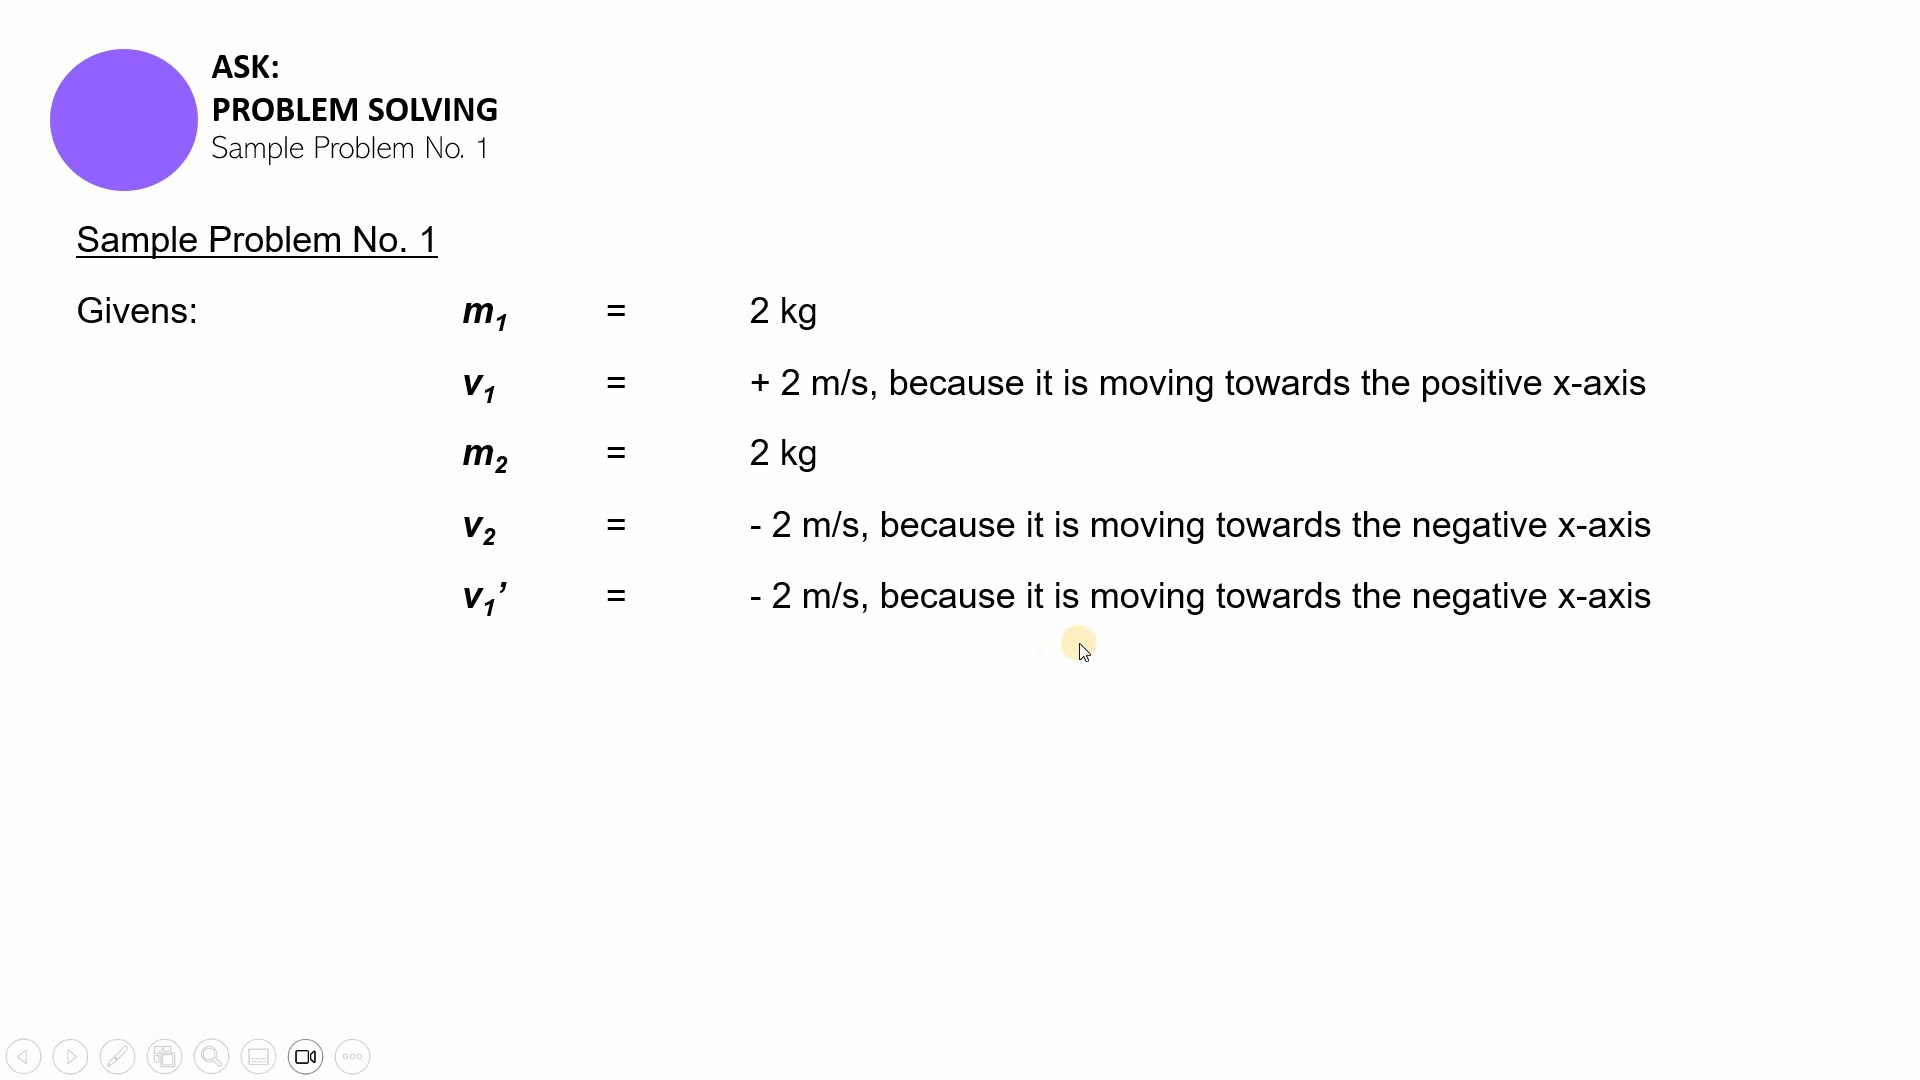 ASK:
PROBLEM SOLVING
Sample Problem No. 1
Sample Problem No. 1
Givens: m₁ = 2 kg
v₁ = + 2 m/s, because it is moving towards the positive x-axis
m₂ = 2 kg
v₂ = - 2 m/s, because it is moving towards the negative x-axis
v₁’ = - 2 m/s, because it is moving towards the negative x-axis